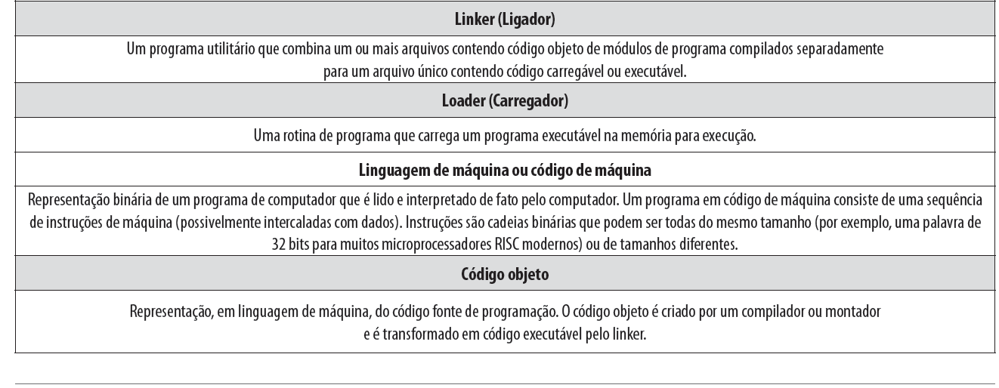 Linker (Ligador)
Um programa utilitário que combina um ou mais arquivos contendo código objeto de módulos de programa compilados separadamente
para um arquivo único contendo código carregável ou executável.
Loader (Carregador)
Uma rotina de programa que carrega um programa executável na memória para execução.
Linguagem de máquina ou código de máquina
Representação binária de um programa de computador que é lido e interpretado de fato pelo computador. Um programa em código de máquina consiste de uma sequência
de instruções de máquina (possivelmente intercaladas com dados). Instruções são cadeias binárias que podem ser todas do mesmo tamanho (por exemplo, uma palavra de
32 bits para muitos microprocessadores RISC modernos) ou de tamanhos diferentes.
Código objeto
Representação, em linguagem de máquina, do código fonte de programação. O código objeto é criado por um compilador ou montador
e é transformado em código executável pelo linker.